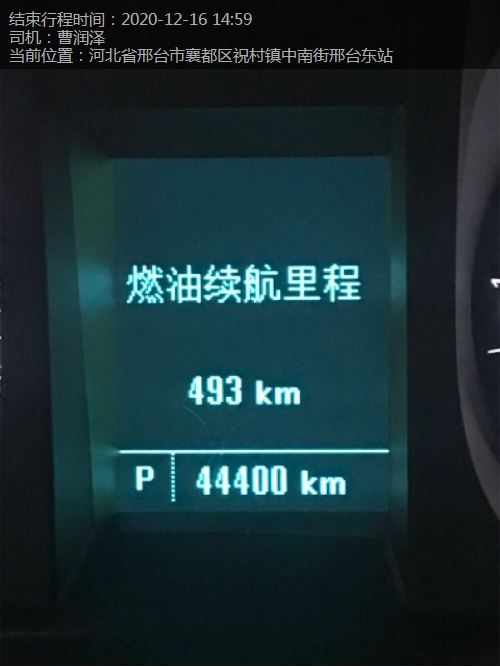 结束行程时间：2020-12-16 14:59
司机：曹润泽
当前位置：河北省邢台市襄都区祝村镇中南街邢台东站
燃油续航里程
493 km
P 44400 km